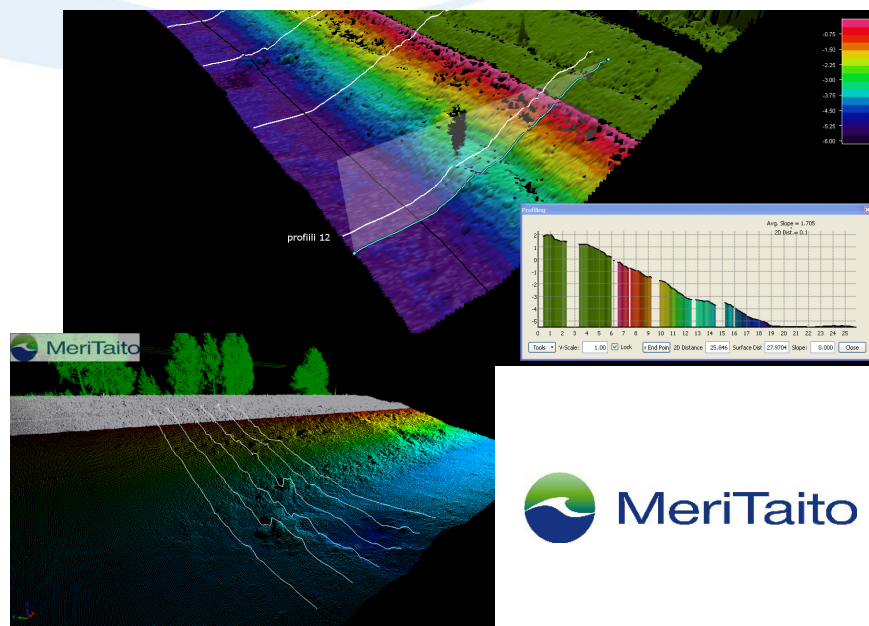 -0.75
-1.50
-2.25
-3.00
-3.75
-4.50
-5.25
-6.00
profiili 12
Profiling
Avg. Slope = 1.705
2D Dist.= 0.1
2
1
0
-1
-2
-3
-4
-5
0 1 2 3 4 5 6 7 8 9 10 11 12 13 14 15 16 17 18 19 20 21 22 23 24 25
Tools V-Scale: 1.00 Lock End Poin 2D Distance 25.846 Surface Dist 27.9704 Slope: 0.000 Close
MeriTaito
MeriTaito